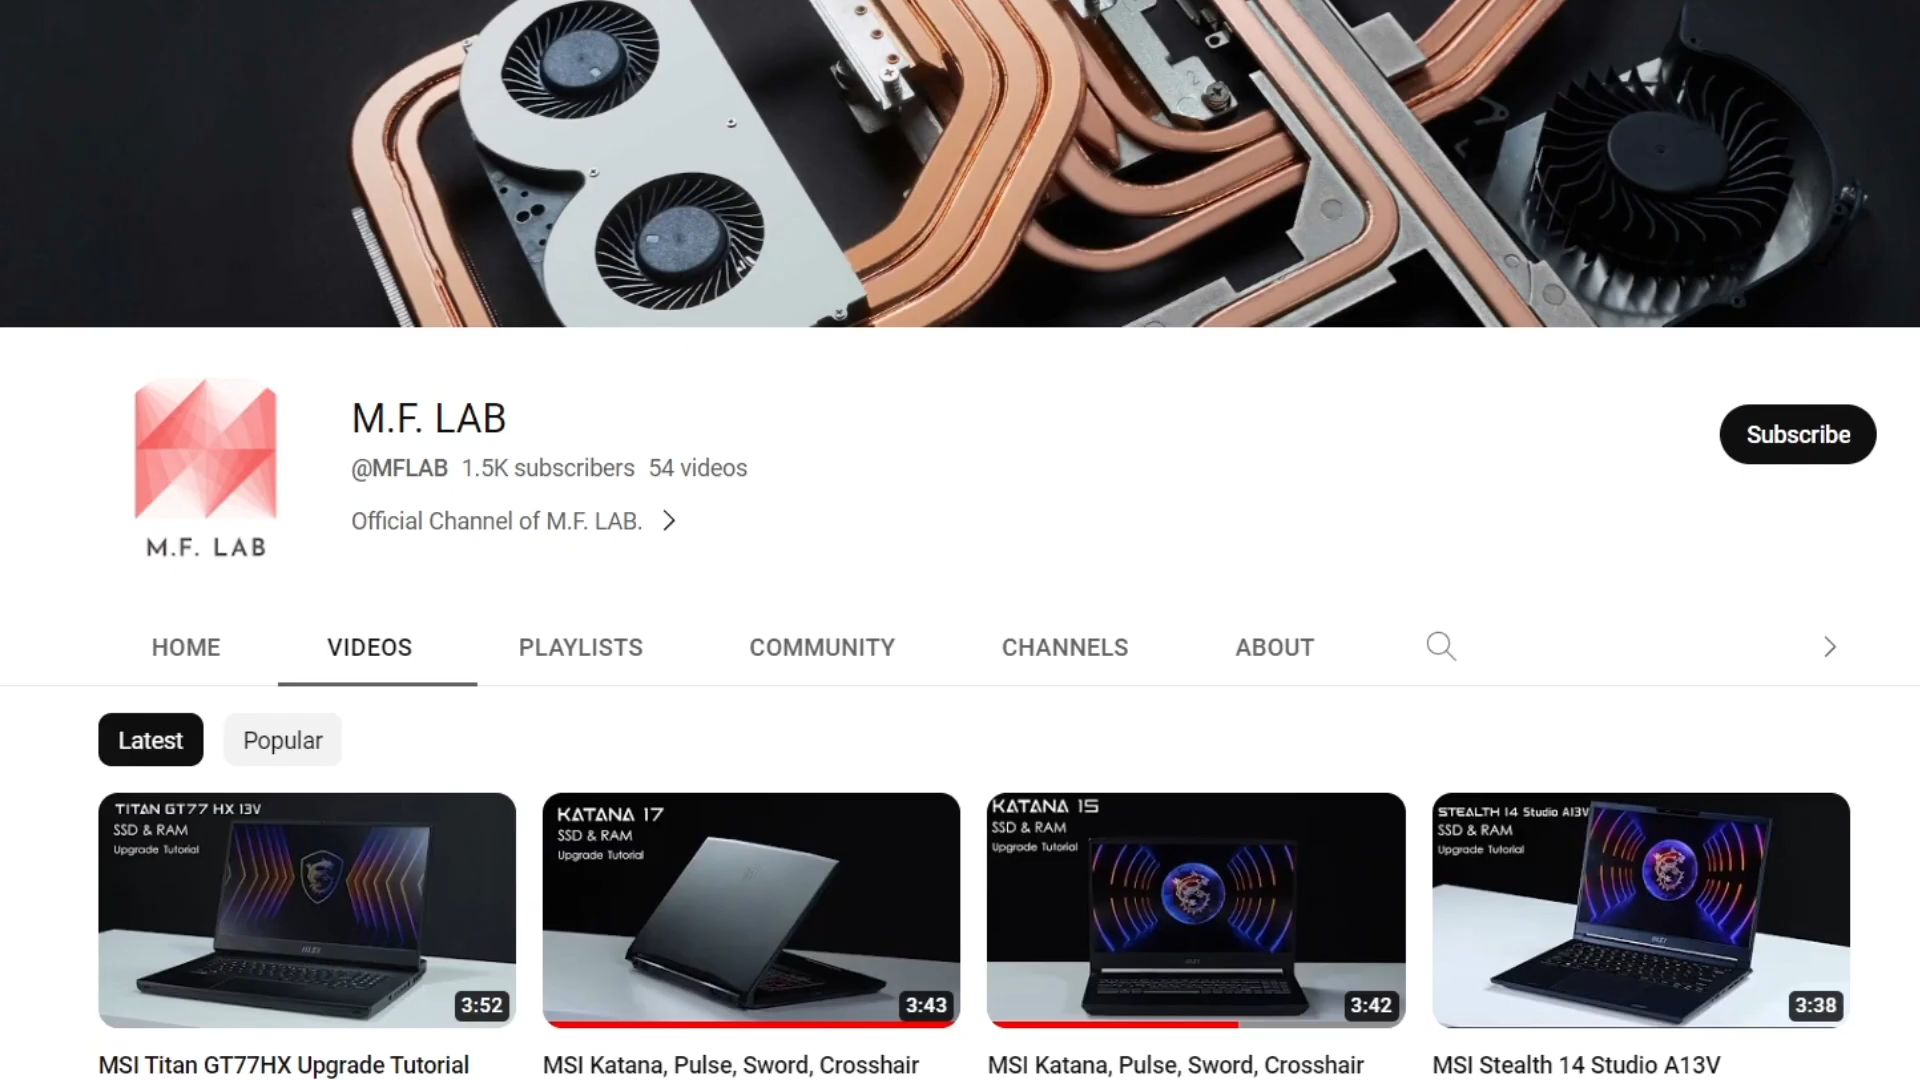 M.F. LAB
@MFLAB 1.5K subscribers 54 videos
Official Channel of M.F. LAB.
Subscribe
M.F. LAB
HOME VIDEOS PLAYLISTS COMMUNITY CHANNELS ABOUT
Latest Popular
TITAN GT77 HX 13V
SSD & RAM
Upgrade Tutorial
3:52
KATANA 17
SSD & RAM
Upgrade Tutorial
3:43
KATANA 15
SSD & RAM
Upgrade Tutorial
3:42
STEALTH 14 Studio A13V
SSD & RAM
Upgrade Tutorial
3:38
MSI Titan GT77HX Upgrade Tutorial
MSI Katana, Pulse, Sword, Crosshair
MSI Katana, Pulse, Sword, Crosshair
MSI Stealth 14 Studio A13V